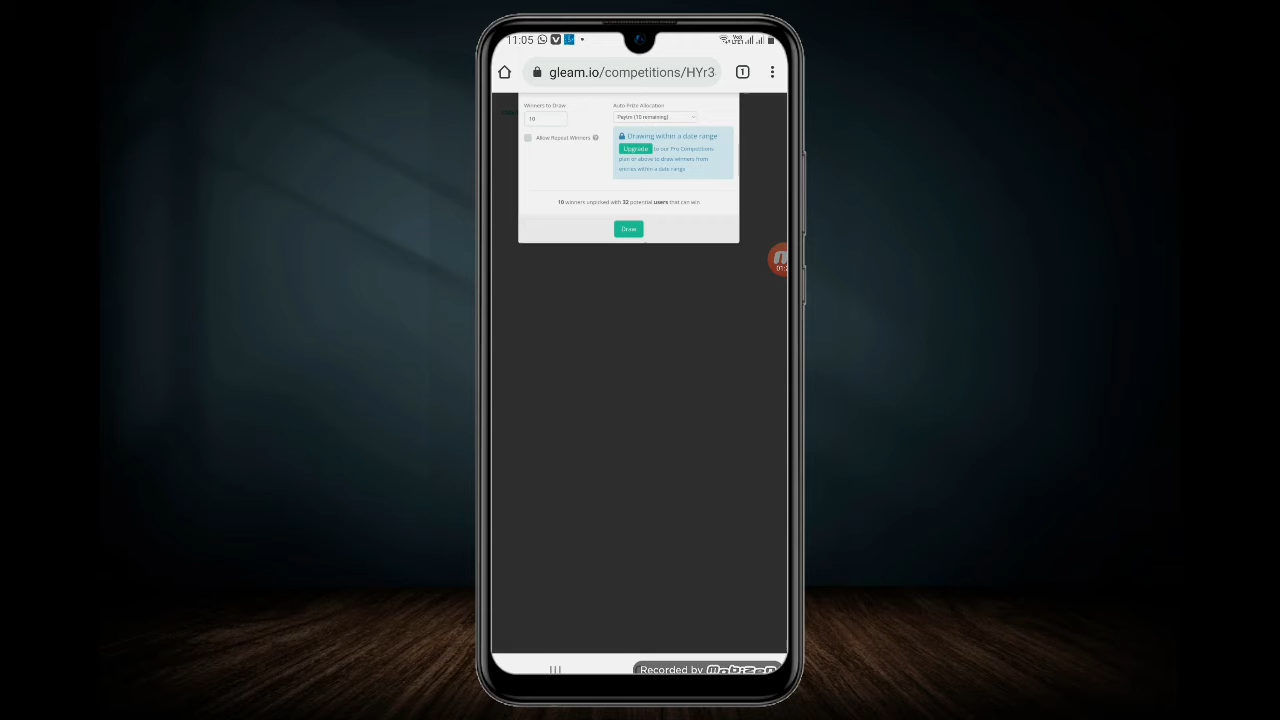 11:05
gleam.io/competitions/HYr3
1
Winners to Draw
Auto Prize Allocation
10
Paytm (10 remaining)
Allow Repeat Winners
Drawing within a date range
Upgrade to our Pro Competitions
plan or above to draw winners from
entries within a date range
10 winners unpicked with 32 potential users that can win
Draw
Recorded by mobizen